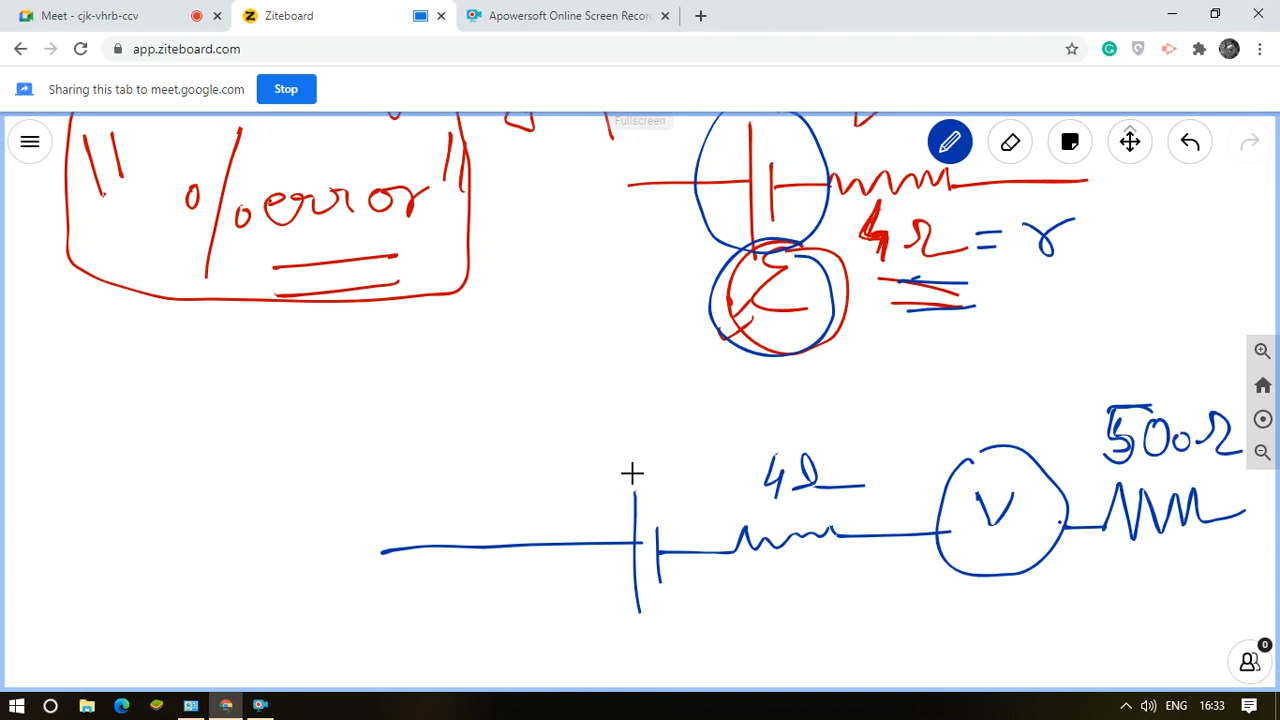 Meet - cjk-vhrb-ccv
Ziteboard
Apowersoft Online Screen Recor
app.ziteboard.com
Sharing this tab to meet.google.com
Stop
Fullscreen
" % error "
4Ω = r
ε
500Ω
4Ω
V
0
ENG
16:33